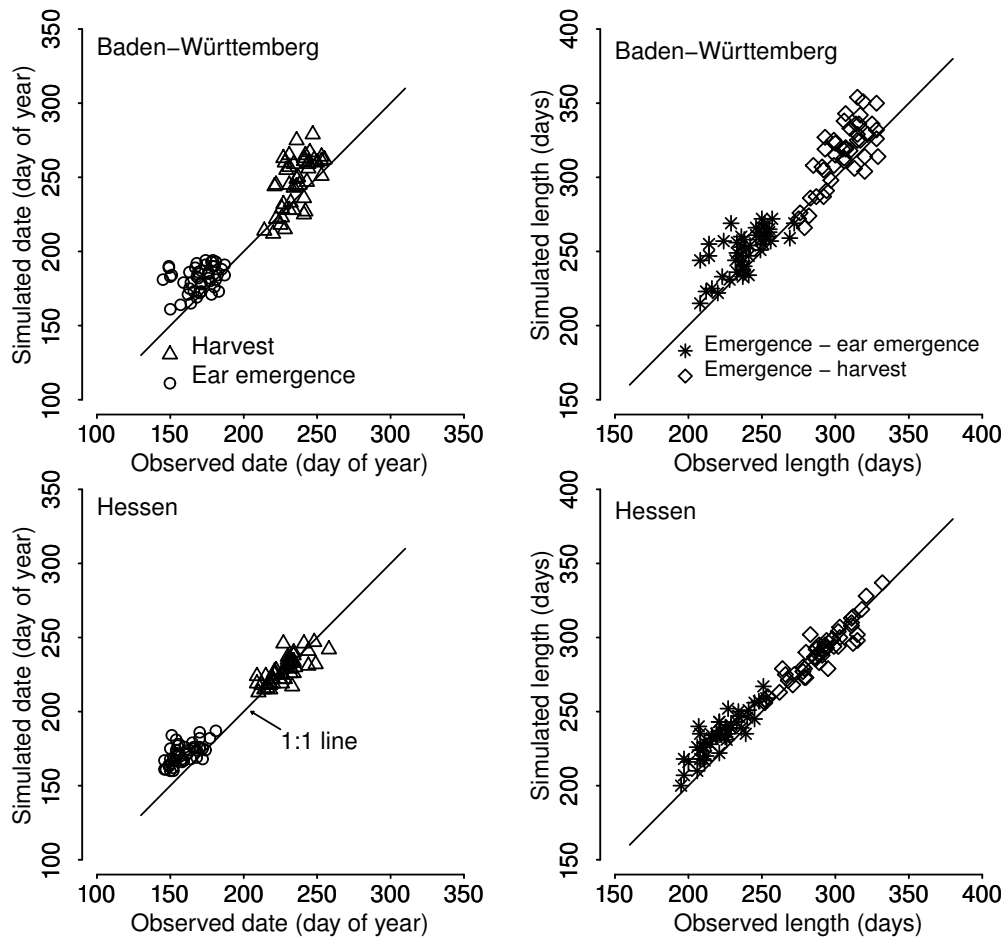 Baden−Württemberg
Simulated date (day of year)
100 150 200 250 300 350
Harvest
Ear emergence
100 150 200 250 300 350
Observed date (day of year)
Baden−Württemberg
Simulated length (days)
150 200 250 300 350 400
Emergence − ear emergence
Emergence − harvest
150 200 250 300 350 400
Observed length (days)
Hessen
Simulated date (day of year)
100 150 200 250 300 350
1:1 line
100 150 200 250 300 350
Observed date (day of year)
Hessen
Simulated length (days)
150 200 250 300 350 400
150 200 250 300 350 400
Observed length (days)